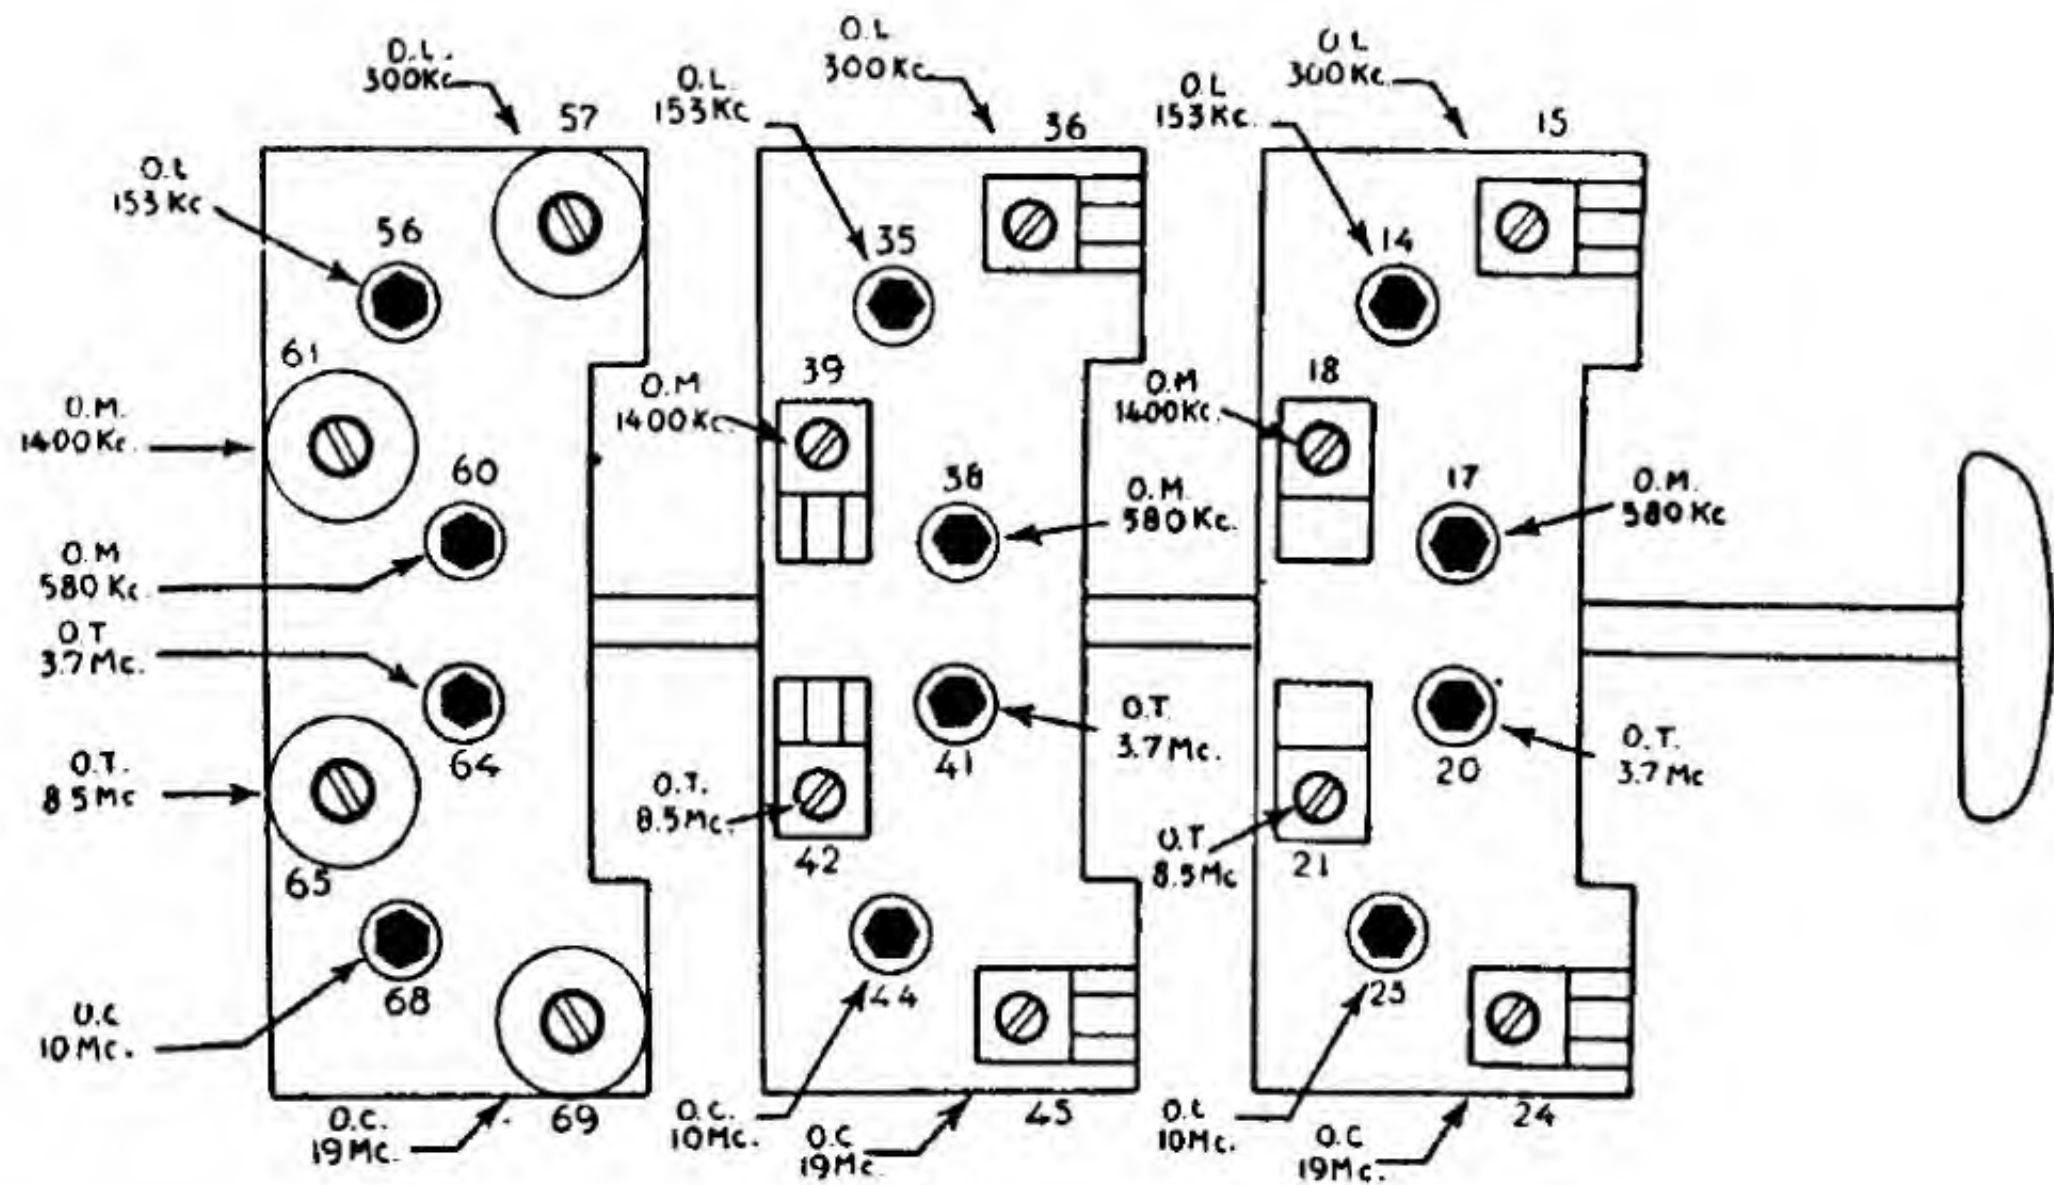 O.L.
300Kc.
57
O.L
153Kc
56
61
O.M.
1400Kc.
60
O.M
580Kc.
O.T
3.7Mc.
64
O.T.
8.5Mc
65
68
O.C
10Mc.
O.C.
19Mc.
69
O.L
300Kc.
36
O.L.
153Kc
35
39
O.M
1400Kc.
38
O.M.
580Kc.
41
O.T.
3.7Mc.
O.T.
8.5Mc.
42
44
O.C.
10Mc.
O.C
19Mc.
45
O.L
300Kc.
15
O.L
153Kc.
14
18
O.M
1400Kc.
17
O.M.
580Kc
20
O.T.
3.7Mc
O.T
8.5Mc
21
23
O.C
10Mc.
O.C
19Mc.
24